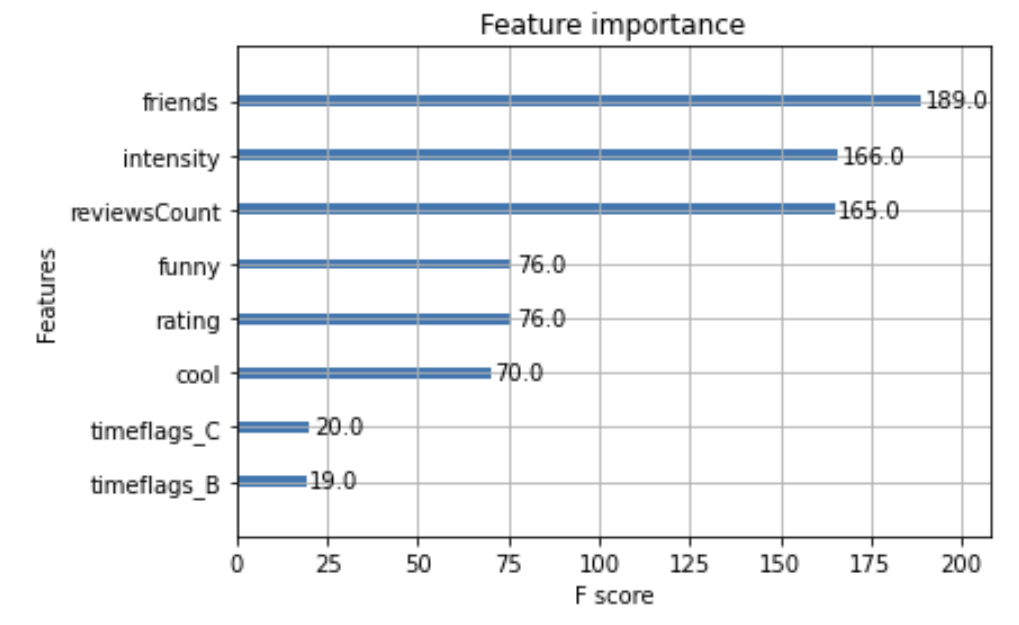 Feature importance
friends 189.0
intensity 166.0
reviewsCount 165.0
funny 76.0
rating 76.0
cool 70.0
timeflags_C 20.0
timeflags_B 19.0
Features
0 25 50 75 100 125 150 175 200
F score